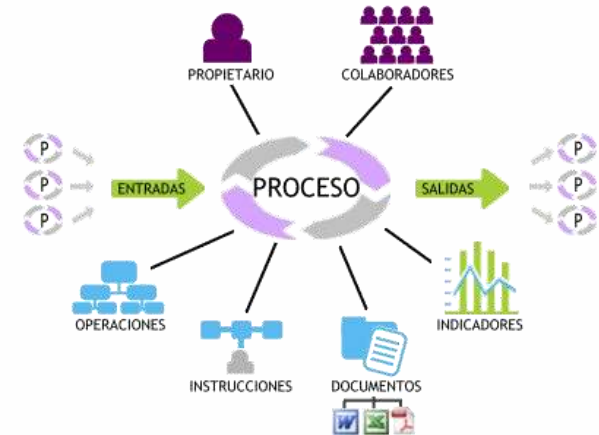 PROPIETARIO
COLABORADORES
P
P
P
ENTRADAS
PROCESO
SALIDAS
P
P
P
OPERACIONES
INSTRUCCIONES
DOCUMENTOS
INDICADORES
W
X